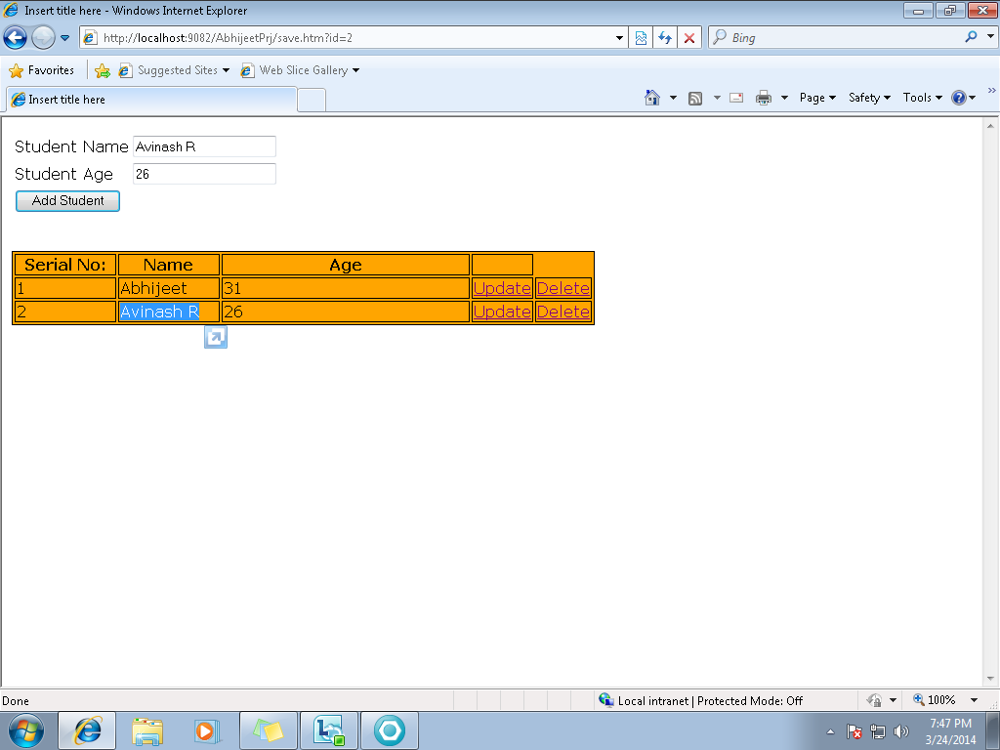 Insert title here - Windows Internet Explorer
http://localhost:9082/AbhijeetPrj/save.htm?id=2
Bing
Favorites Suggested Sites Web Slice Gallery
Insert title here
Page Safety Tools
Student Name Avinash R
Student Age 26
Add Student
Serial No: Name Age
1 Abhijeet 31 Update Delete
2 Avinash R 26 Update Delete
Done Local intranet | Protected Mode: Off 100%
7:47 PM
3/24/2014